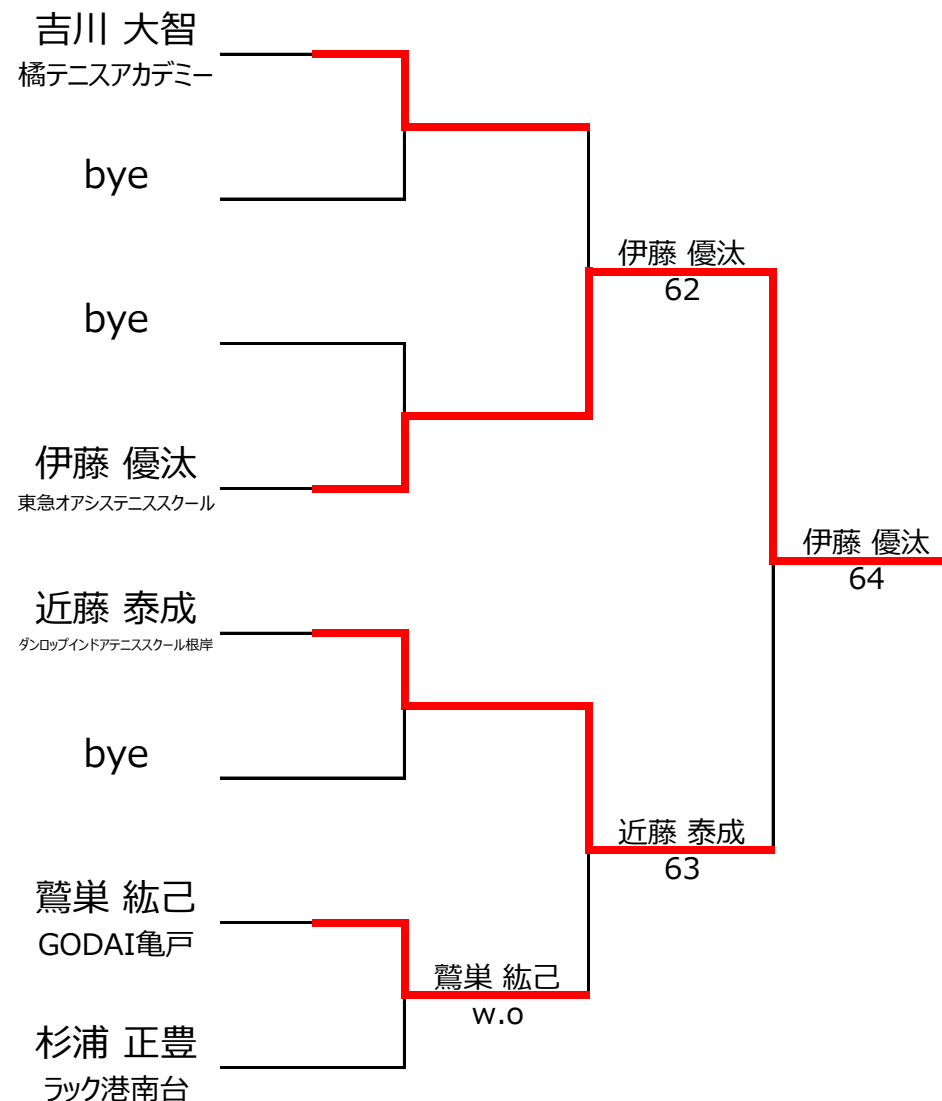 吉川 大智
橘テニスアカデミー
bye
bye
伊藤 優汰
東急オアシステニススクール
近藤 泰成
ダンロップインドアテニススクール根岸
bye
鷲巣 紘己
GODAI亀戸
杉浦 正豊
ラック港南台
伊藤 優汰
62
近藤 泰成
63
鷲巣 紘己
w.o
伊藤 優汰
64